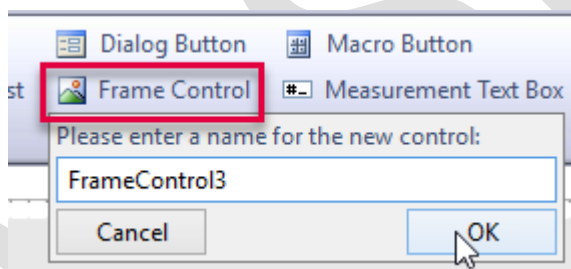 Dialog Button Macro Button
st Frame Control Measurement Text Box
Please enter a name for the new control:
FrameControl3
Cancel OK